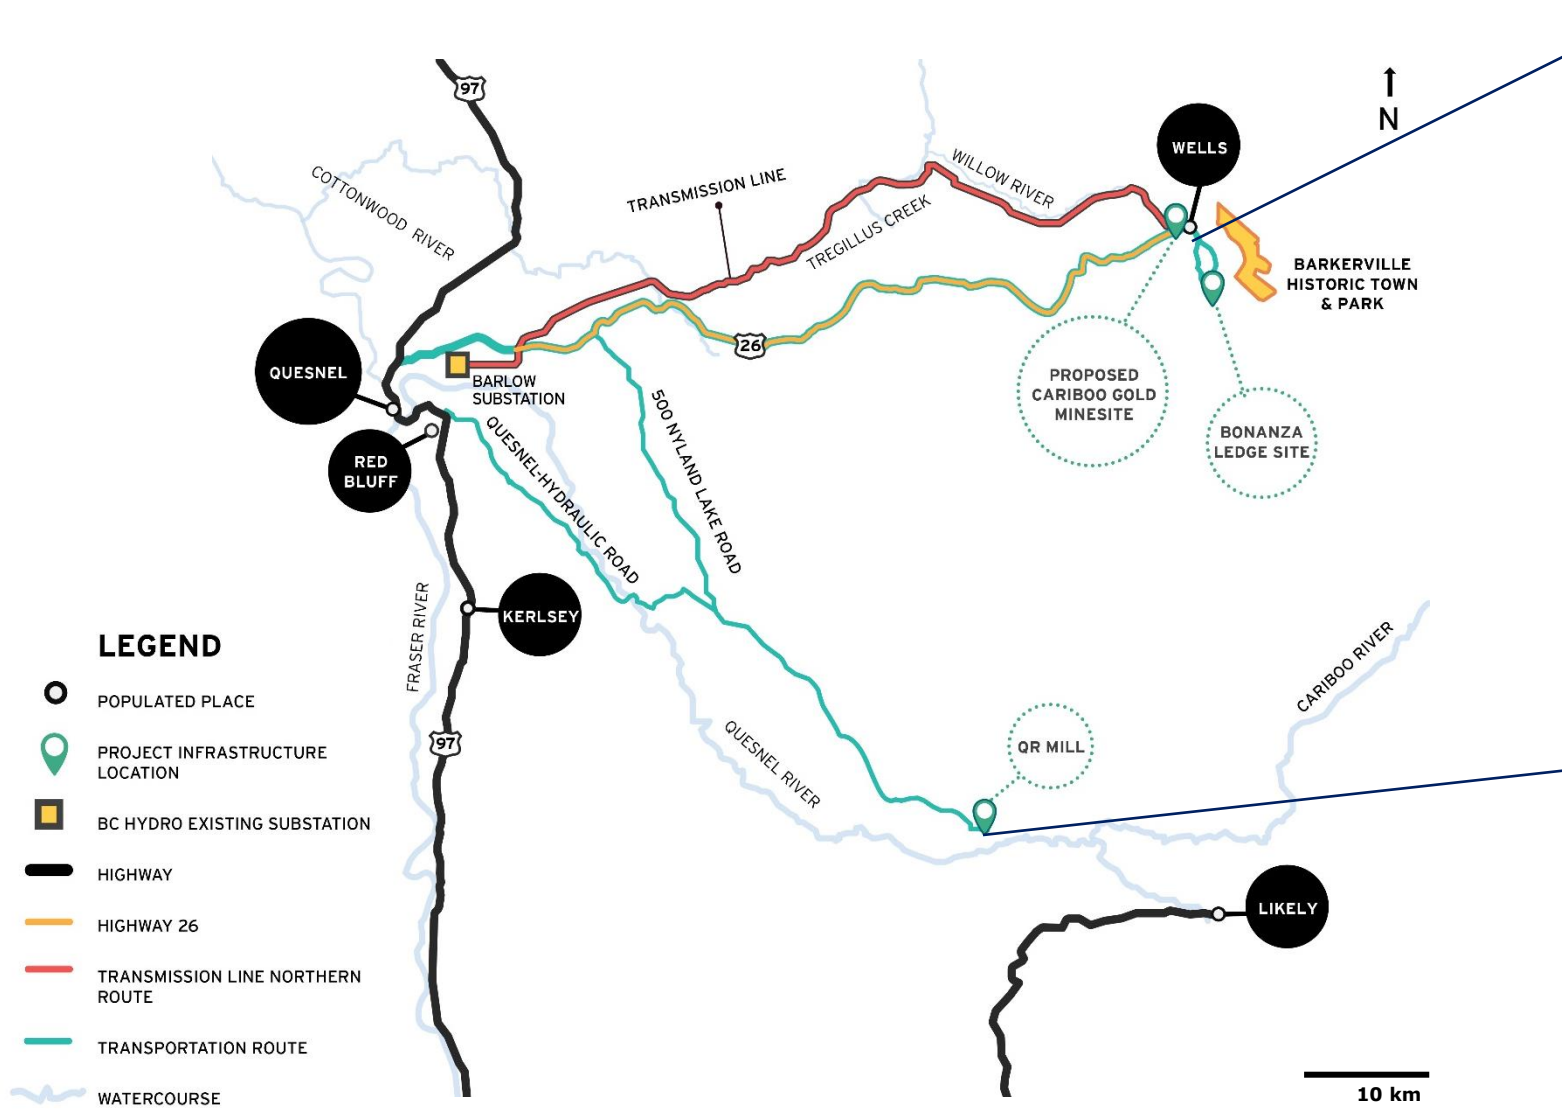 97
N
WELLS
WILLOW RIVER
COTTONWOOD RIVER
TRANSMISSION LINE
TREGILLUS CREEK
BARKERVILLE
HISTORIC TOWN
& PARK
26
QUESNEL
BARLOW
SUBSTATION
PROPOSED
CARIBOO GOLD
MINESITE
BONANZA
LEDGE SITE
RED
BLUFF
QUESNEL-HYDRAULIC ROAD
500 NYLAND LAKE ROAD
FRASER RIVER
KERLSEY
CARIBOO RIVER
97
QUESNEL RIVER
QR MILL
LIKELY
LEGEND
POPULATED PLACE
PROJECT INFRASTRUCTURE
LOCATION
BC HYDRO EXISTING SUBSTATION
HIGHWAY
HIGHWAY 26
TRANSMISSION LINE NORTHERN
ROUTE
TRANSPORTATION ROUTE
WATERCOURSE
10 km